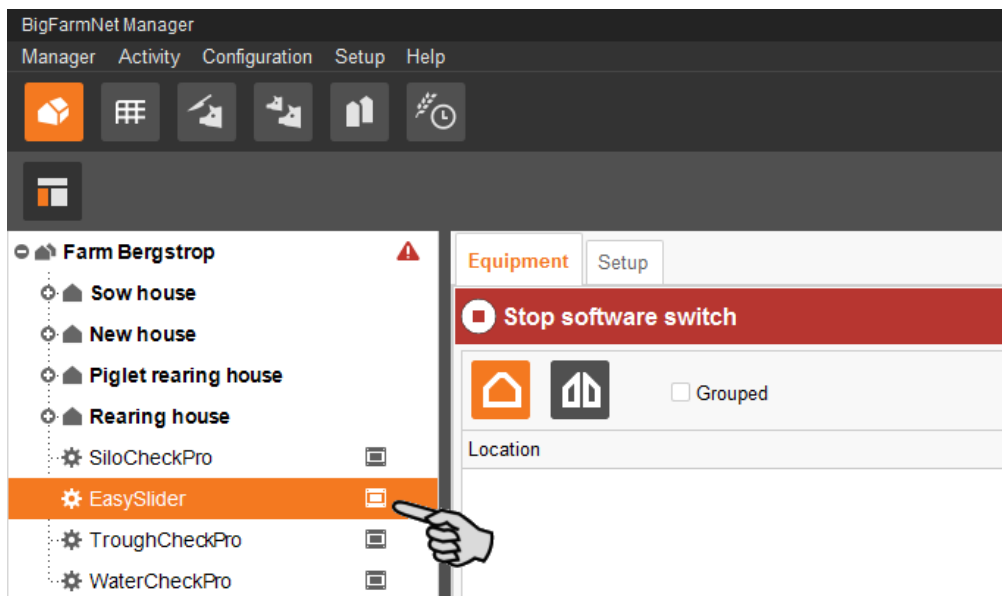 BigFarmNet Manager
Manager Activity Configuration Setup Help
Farm Bergstrop
Sow house
New house
Piglet rearing house
Rearing house
SiloCheckPro
EasySlider
TroughCheckPro
WaterCheckPro
Equipment Setup
Stop software switch
Grouped
Location